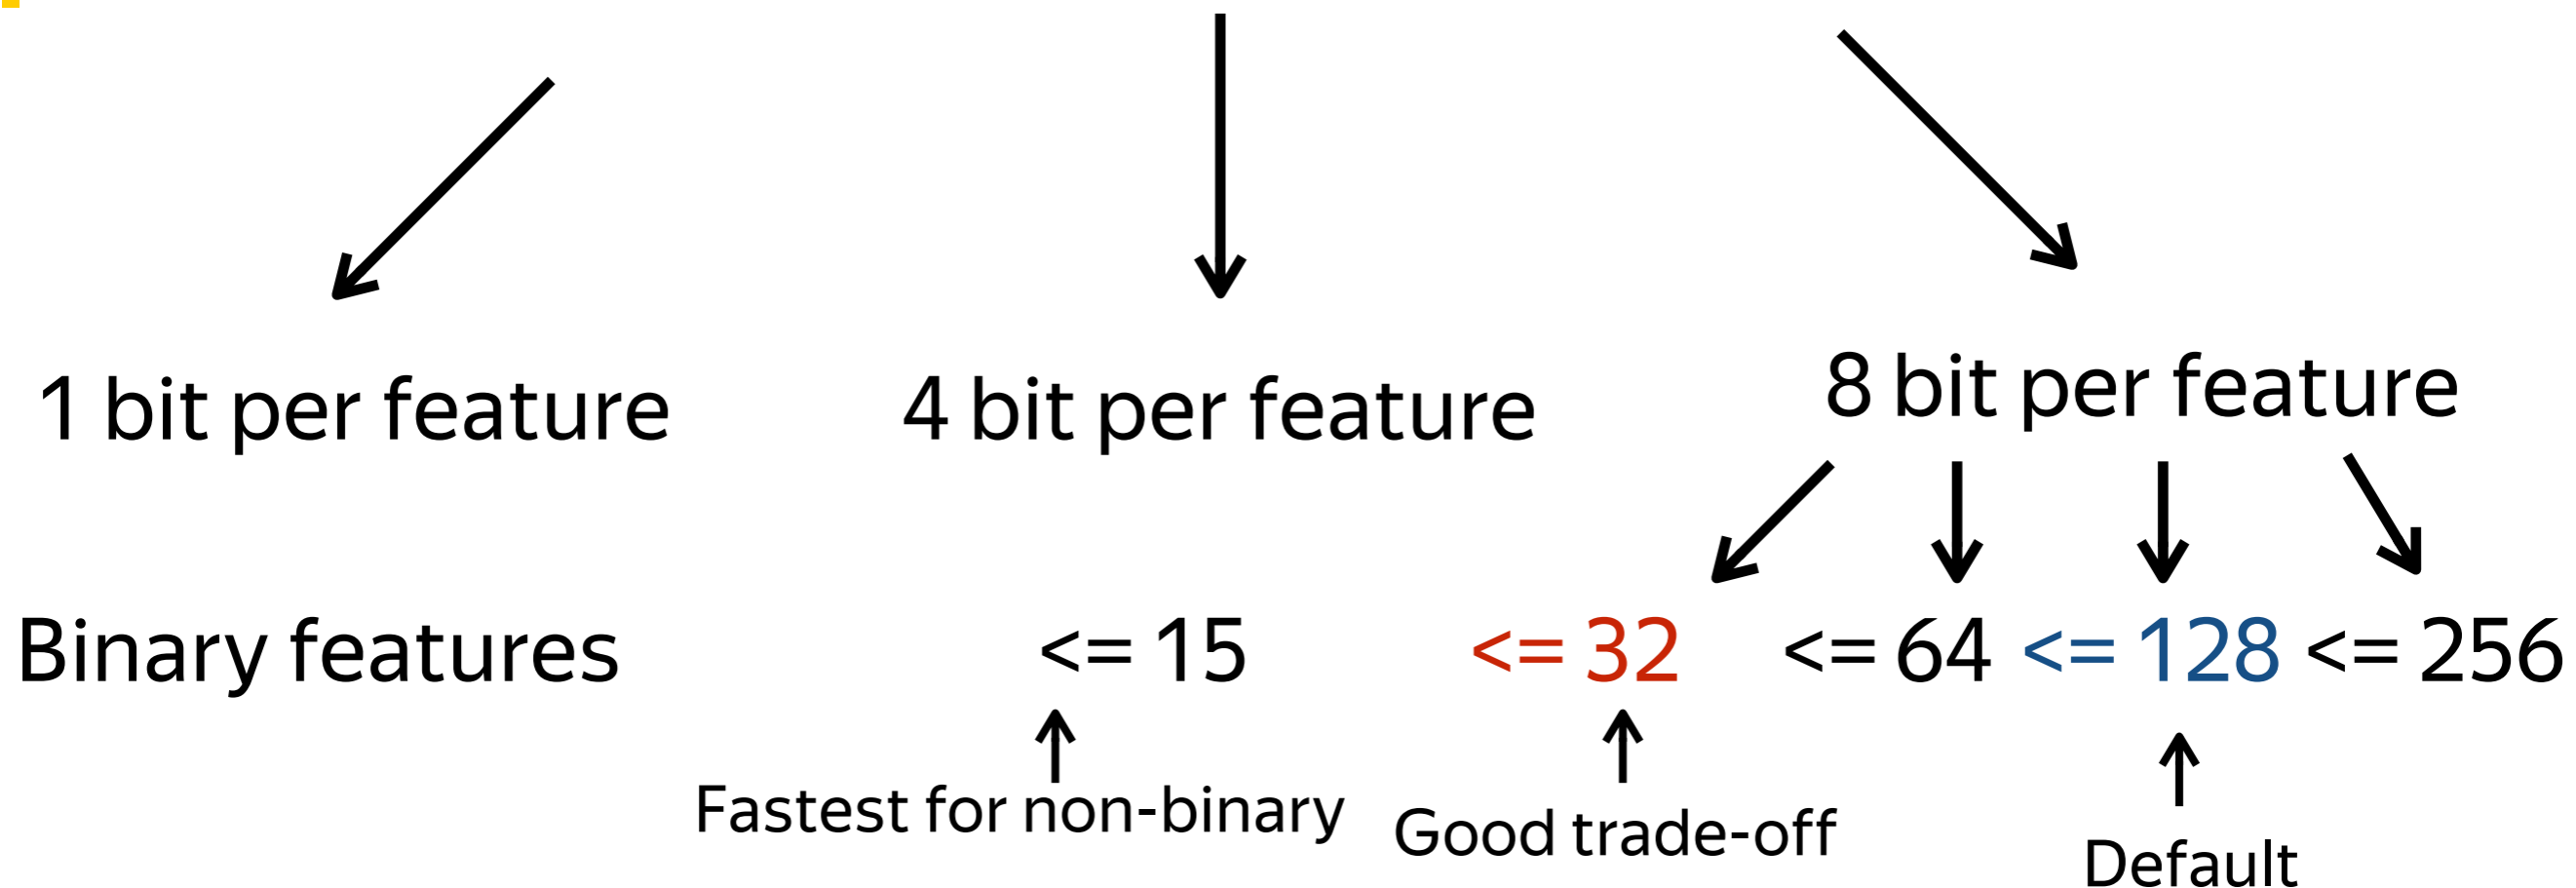 1 bit per feature
4 bit per feature
8 bit per feature
Binary features
<= 15
<= 32
<= 64
<= 128
<= 256
Fastest for non-binary
Good trade-off
Default